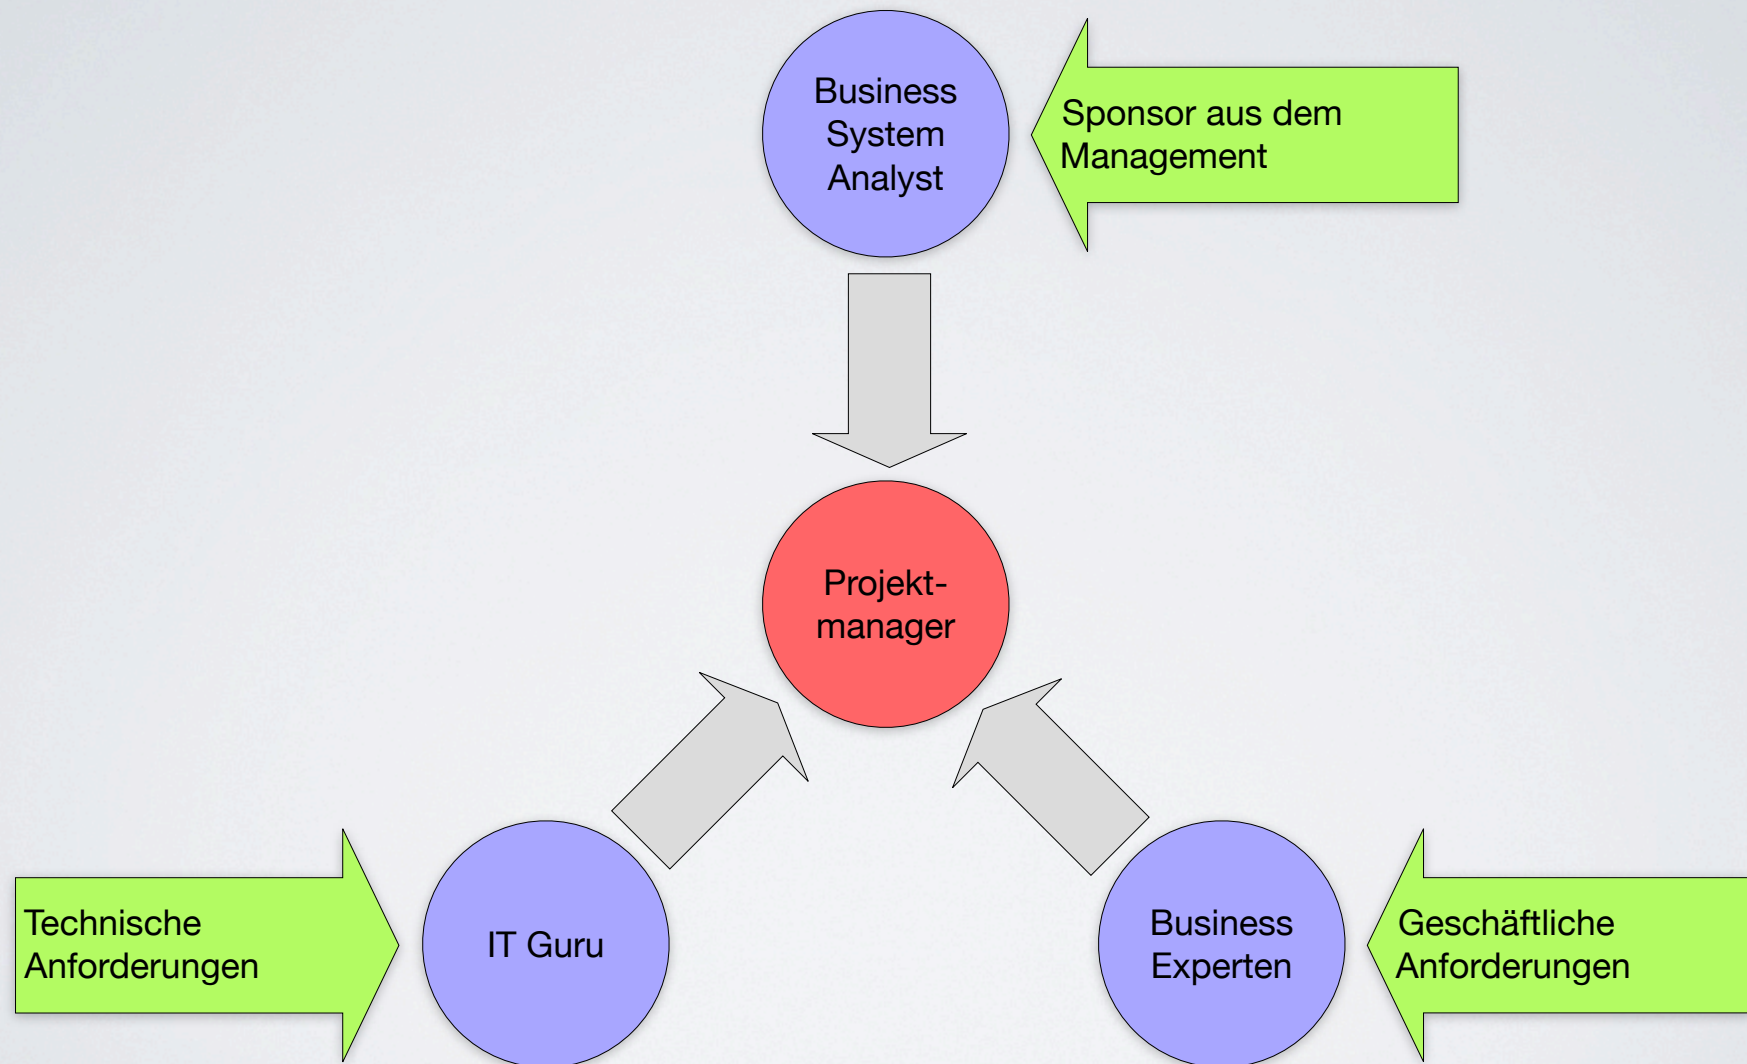 Business
System
Analyst
Sponsor aus dem
Management
Projekt-
manager
Technische
Anforderungen
IT Guru
Business
Experten
Geschäftliche
Anforderungen